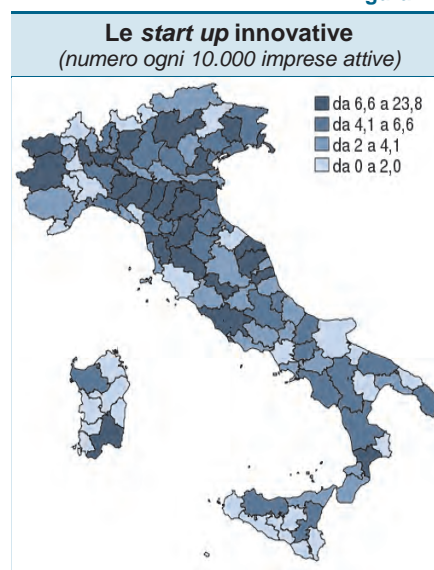 Le start up innovative
(numero ogni 10.000 imprese attive)
da 6,6 a 23,8
da 4,1 a 6,6
da 2 a 4,1
da 0 a 2,0